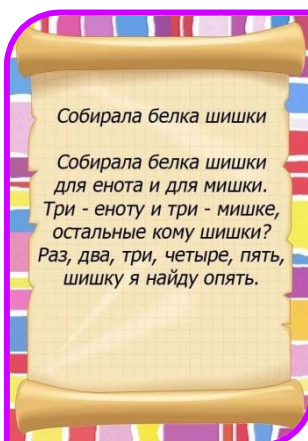 Собирала белка шишки
Собирала белка шишки
для енота и для мишки.
Три - еноту и три - мишке,
остальные кому шишки?
Раз, два, три, четыре, пять,
шишку я найду опять.